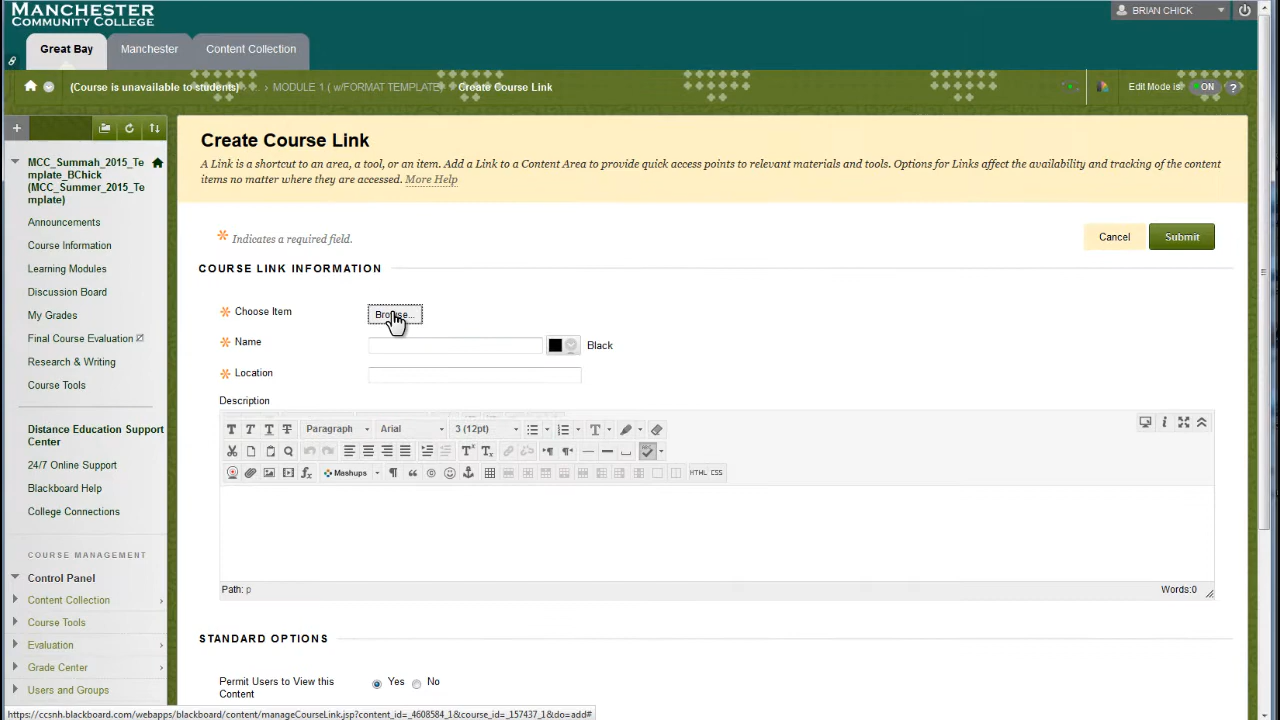 MANCHESTER
COMMUNITY COLLEGE
BRIAN CHICK
Great Bay
Manchester
Content Collection
(Course is unavailable to students)
MODULE 1 ( w/FORMAT TEMPLATE)
Create Course Link
Edit Mode is:
ON
?
Create Course Link
A Link is a shortcut to an area, a tool, or an item. Add a Link to a Content Area to provide quick access points to relevant materials and tools. Options for Links affect the availability and tracking of the
items no matter where they are accessed. More Help
MCC_Summah_2015_Te
mplate_BChick
(MCC_Summer_2015_Te
mplate)
Announcements
Course Information
Learning Modules
Discussion Board
My Grades
Final Course Evaluation
Research & Writing
Course Tools
Distance Education Support
Center
24/7 Online Support
Blackboard Help
College Connections
COURSE MANAGEMENT
Control Panel
Content Collection
Course Tools
Evaluation
Grade Center
Users and Groups
Indicates a required field.
Cancel
Submit
COURSE LINK INFORMATION
Choose Item
Browse...
Name
Black
Location
Description
Paragraph
Arial
3 (12pt)
Mashups
HTML CSS
Path: p
Words:0
STANDARD OPTIONS
Permit Users to View this
Content
Yes
No
https://ccsnh.blackboard.com/webapps/blackboard/content/manageCourseLink.jsp?content_id=_4608584_1&course_id=_157437_1&do=add#